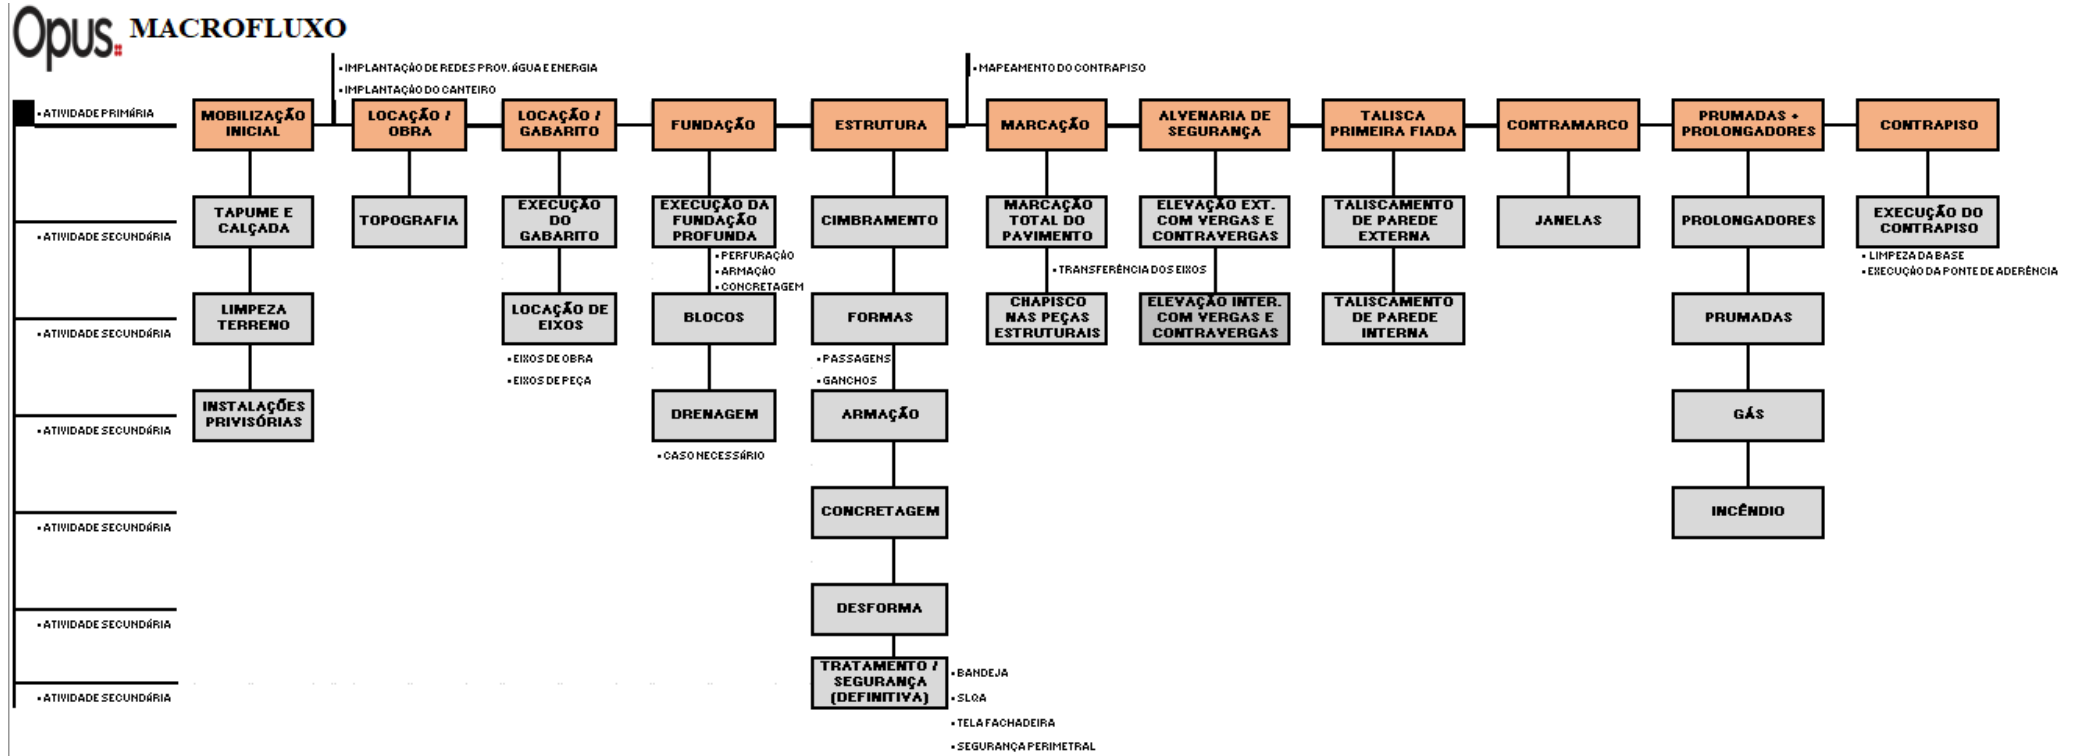 Opus
MACROFLUXO
• IMPLANTAÇÃO DE REDES PROV. ÁGUA E ENERGIA
• MAPEAMENTO DO CONTRAPISO
• IMPLANTAÇÃO DO CANTEIRO
• ATIVIDADE PRIMÁRIA
MOBILIZAÇÃO
INICIAL
LOCAÇÃO /
OBRA
LOCAÇÃO /
GABARITO
FUNDAÇÃO
ESTRUTURA
MARCAÇÃO
ALVENARIA DE
SEGURANÇA
TALISCA
PRIMEIRA FIADA
CONTRAMARCO
PRUMADAS +
PROLONGADORES
CONTRAPISO
• ATIVIDADE SECUNDÁRIA
TAPUME E
CALÇADA
TOPOGRAFIA
EXECUÇÃO
DO
GABARITO
EXECUÇÃO DA
FUNDAÇÃO
PROFUNDA
CIMBRAMENTO
MARCAÇÃO
TOTAL DO
PAVIMENTO
ELEVAÇÃO EXT.
COM VERGAS E
CONTRAVERGAS
TALISCAMENTO
DE PAREDE
EXTERNA
JANELAS
PROLONGADORES
EXECUÇÃO DO
CONTRAPISO
• PERFURAÇÃO
• ARMAÇÃO
• CONCRETAGEM
• TRANSFERÊNCIA DOS EIXOS
• LIMPEZA DA BASE
• EXECUÇÃO DA PONTE DE ADERÊNCIA
• ATIVIDADE SECUNDÁRIA
LIMPEZA
TERRENO
LOCAÇÃO DE
EIXOS
BLOCOS
FORMAS
CHAPISCO
NAS PEÇAS
ESTRUTURAIS
ELEVAÇÃO INTER.
COM VERGAS E
CONTRAVERGAS
TALISCAMENTO
DE PAREDE
INTERNA
PRUMADAS
• EIXOS DE OBRA
• EIXOS DE PEÇA
• PASSAGENS
• GANCHOS
• ATIVIDADE SECUNDÁRIA
INSTALAÇÕES
PRIVISÓRIAS
DRENAGEM
ARMAÇÃO
GÁS
• CASO NECESSÁRIO
• ATIVIDADE SECUNDÁRIA
CONCRETAGEM
INCÊNDIO
• ATIVIDADE SECUNDÁRIA
DESFORMA
• ATIVIDADE SECUNDÁRIA
TRATAMENTO /
SEGURANÇA
(DEFINITIVA)
• BANDEJA
• SLQA
• TELA FACHADEIRA
• SEGURANÇA PERIMETRAL